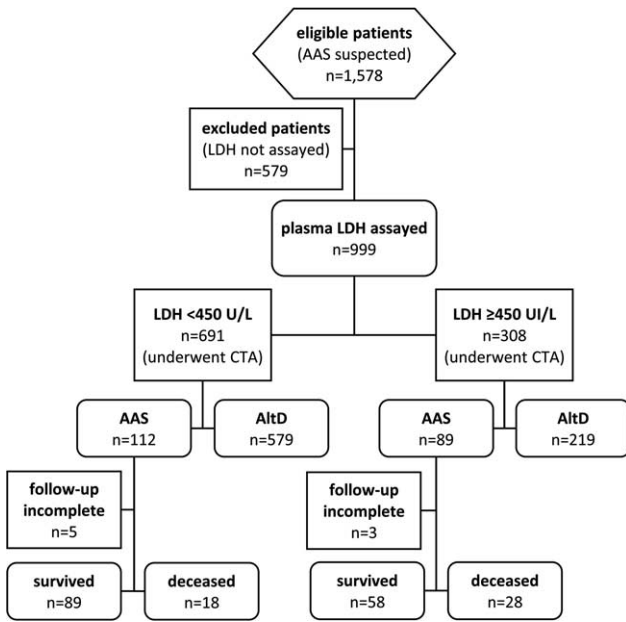 eligible patients
(AAS suspected)
n=1,578
excluded patients
(LDH not assayed)
n=579
plasma LDH assayed
n=999
LDH <450 U/L
n=691
(underwent CTA)
LDH ≥450 UI/L
n=308
(underwent CTA)
AAS
n=112
AltD
n=579
AAS
n=89
AltD
n=219
follow-up
incomplete
n=5
follow-up
incomplete
n=3
survived
n=89
deceased
n=18
survived
n=58
deceased
n=28